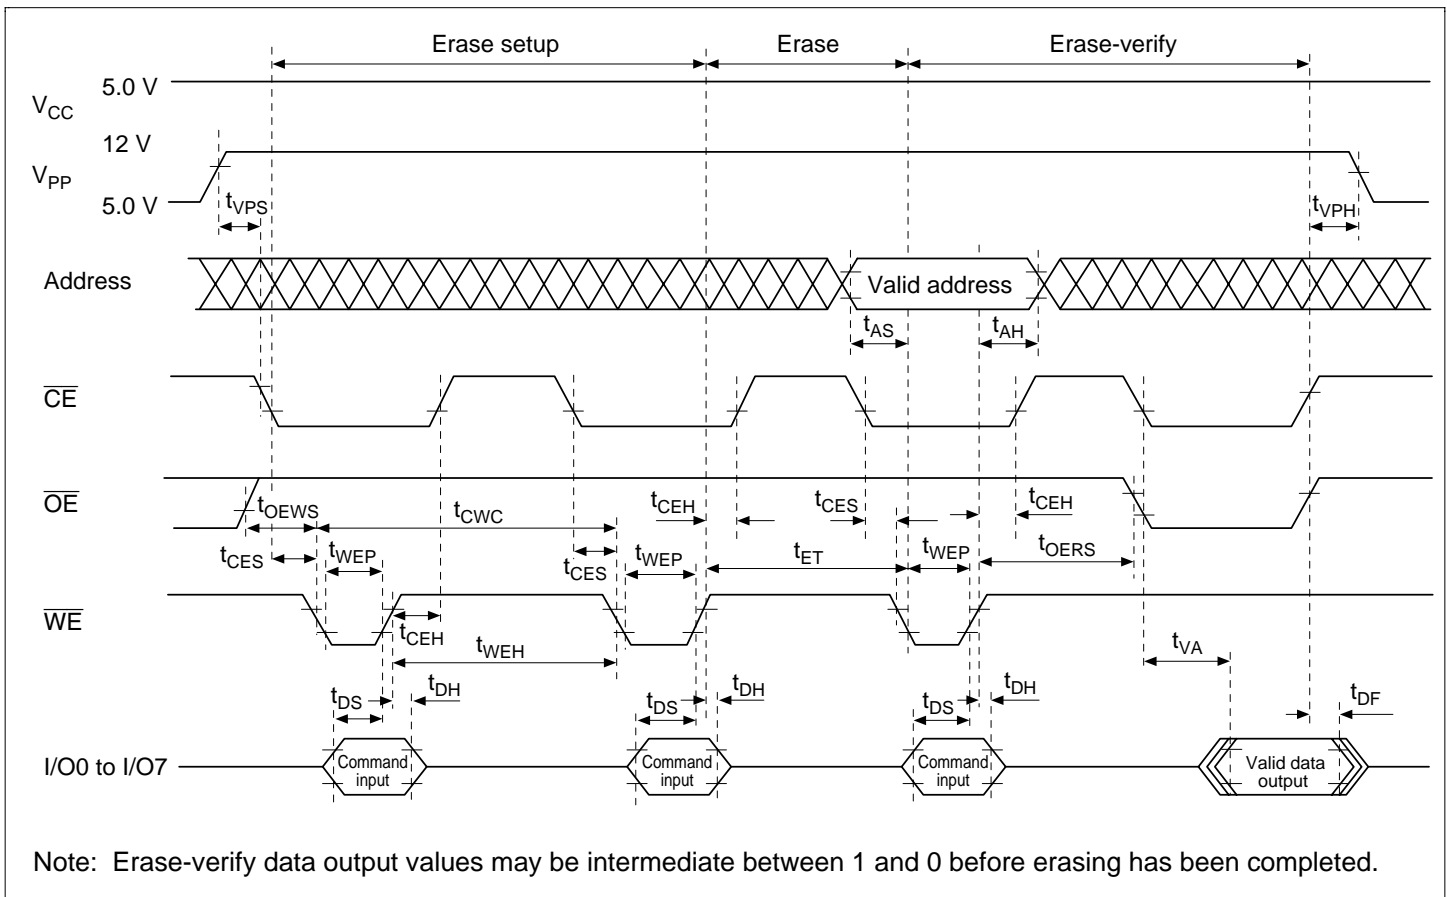 Erase setup Erase Erase-verify
5.0 V
VCC
12 V
VPP
5.0 V
tVPS
tVPH
Address
Valid address
tAS
tAH
CE
OE
tOEWS
tCWC
tCEH
tCES
tCEH
tCES
tWEP
tCES
tWEP
tET
tWEP
tOERS
WE
tCEH
tWEH
tVA
tDS
tDH
tDS
tDH
tDS
tDH
tDF
I/O0 to I/O7
Command
input
Command
input
Command
input
Valid data
output
Note: Erase-verify data output values may be intermediate between 1 and 0 before erasing has been completed.